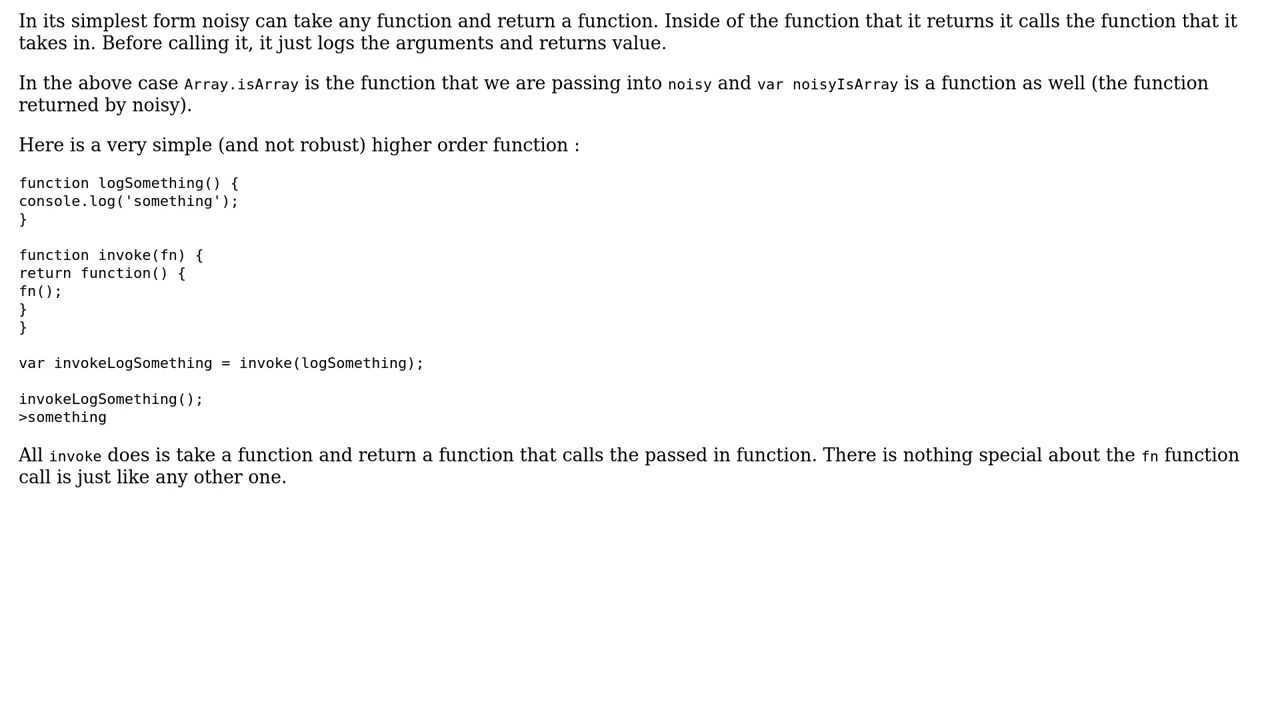 In its simplest form noisy can take any function and return a function. Inside of the function that it returns it calls the function that it
takes in. Before calling it, it just logs the arguments and returns value.
In the above case Array.isArray is the function that we are passing into noisy and var noisyIsArray is a function as well (the function
returned by noisy).
Here is a very simple (and not robust) higher order function :
function logSomething() {
console.log('something');
}
function invoke(fn) {
return function() {
fn();
}
}
var invokeLogSomething = invoke(logSomething);
invokeLogSomething();
>something
All invoke does is take a function and return a function that calls the passed in function. There is nothing special about the fn function
call is just like any other one.